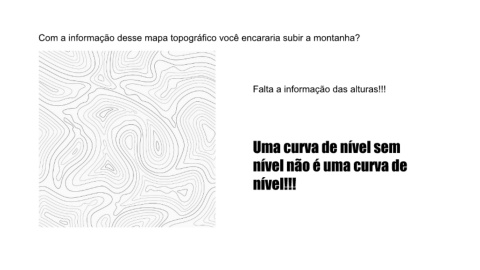 Com a informação desse mapa topográfico você encararia subir a montanha?
Falta a informação das alturas!!!
Uma curva de nível sem
nível não é uma curva de
nível!!!